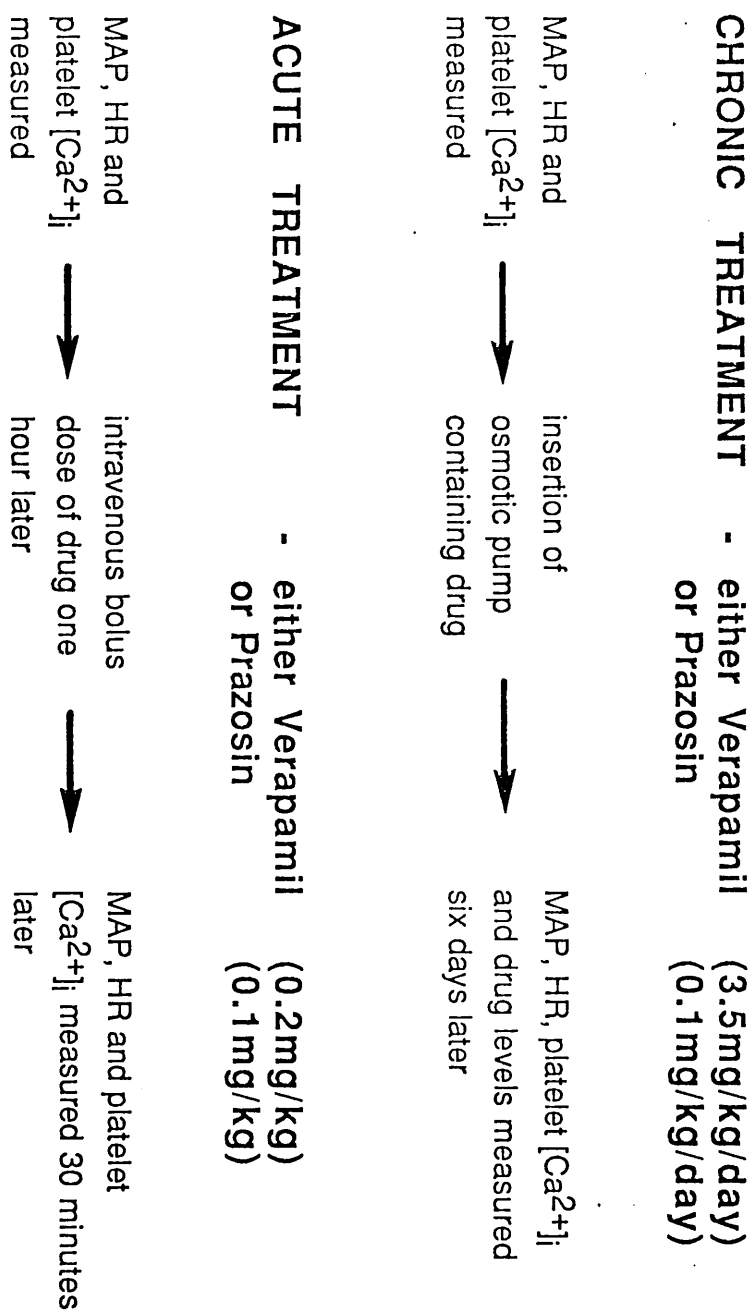 CHRONIC TREATMENT - either Verapamil (3.5mg/kg/day)
or Prazosin (0.1mg/kg/day)
MAP, HR and
platelet [Ca2+]i
measured
insertion of
osmotic pump
containing drug
MAP, HR, platelet [Ca2+]i
and drug levels measured
six days later
ACUTE TREATMENT - either Verapamil (0.2mg/kg)
or Prazosin (0.1mg/kg)
MAP, HR and
platelet [Ca2+]i
measured
intravenous bolus
dose of drug one
hour later
MAP, HR and platelet
[Ca2+]i measured 30 minutes
later